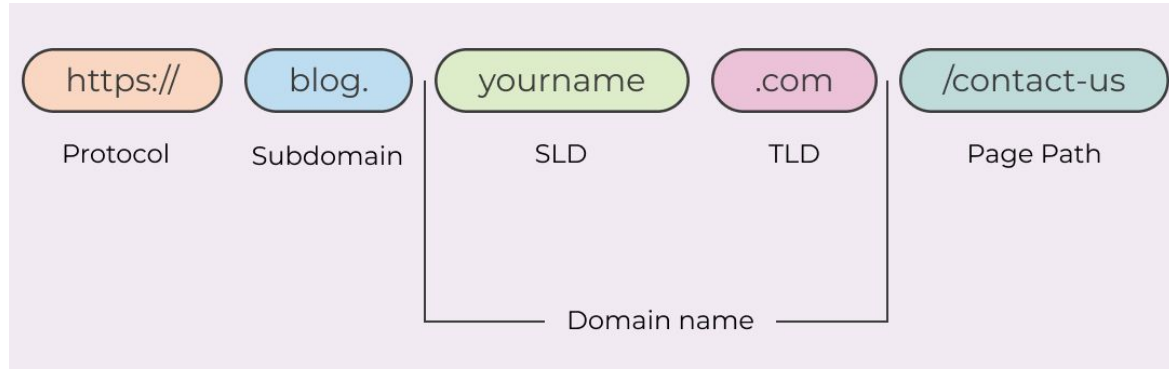 https:// blog. yourname .com /contact-us
Protocol Subdomain SLD TLD Page Path
Domain name